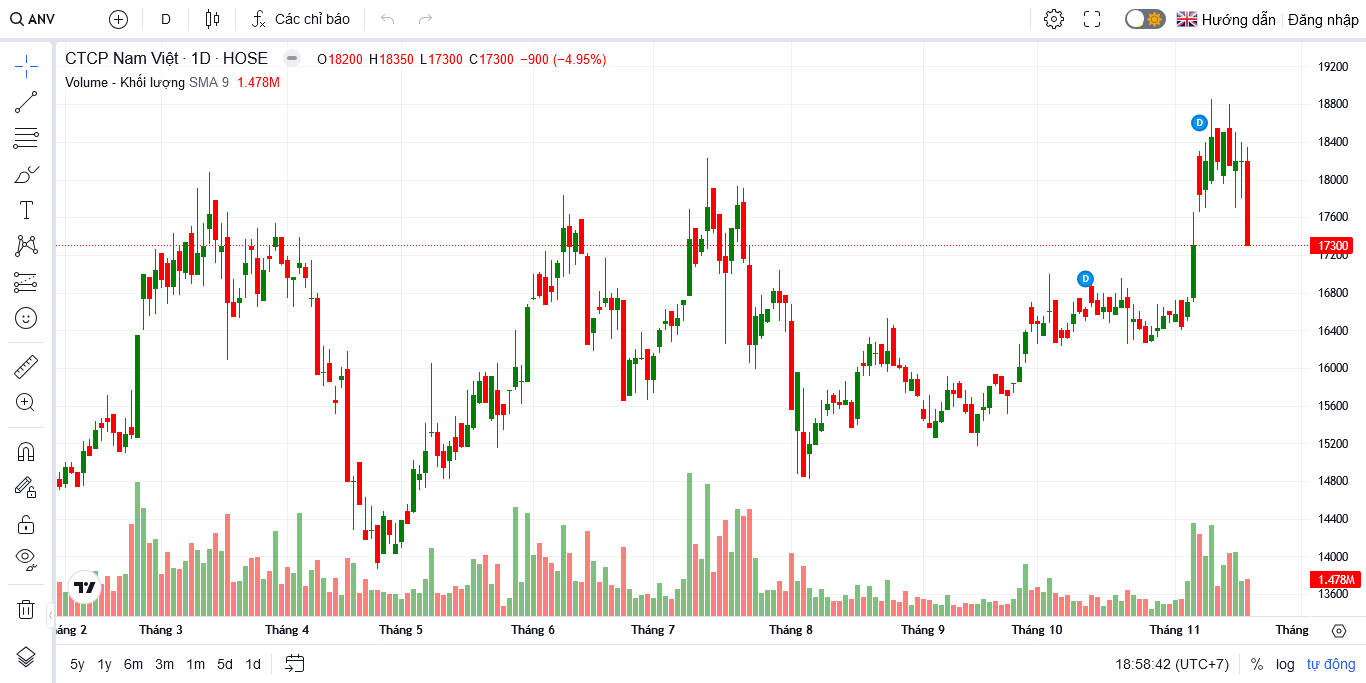 ANV D Các chỉ báo Hướng dẫn Đăng nhập
CTCP Nam Việt · 1D · HOSE O18200 H18350 L17300 C17300 −900 (−4.95%)
Volume - Khối lượng SMA 9 1.478M
19200
18800
D
18400
18000
17600
17300
17200
D
16800
16400
16000
15600
15200
14800
14400
14000
1.478M
13600
áng 2 Tháng 3 Tháng 4 Tháng 5 Tháng 6 Tháng 7 Tháng 8 Tháng 9 Tháng 10 Tháng 11 Tháng
5y 1y 6m 3m 1m 5d 1d 18:58:42 (UTC+7) % log tự động